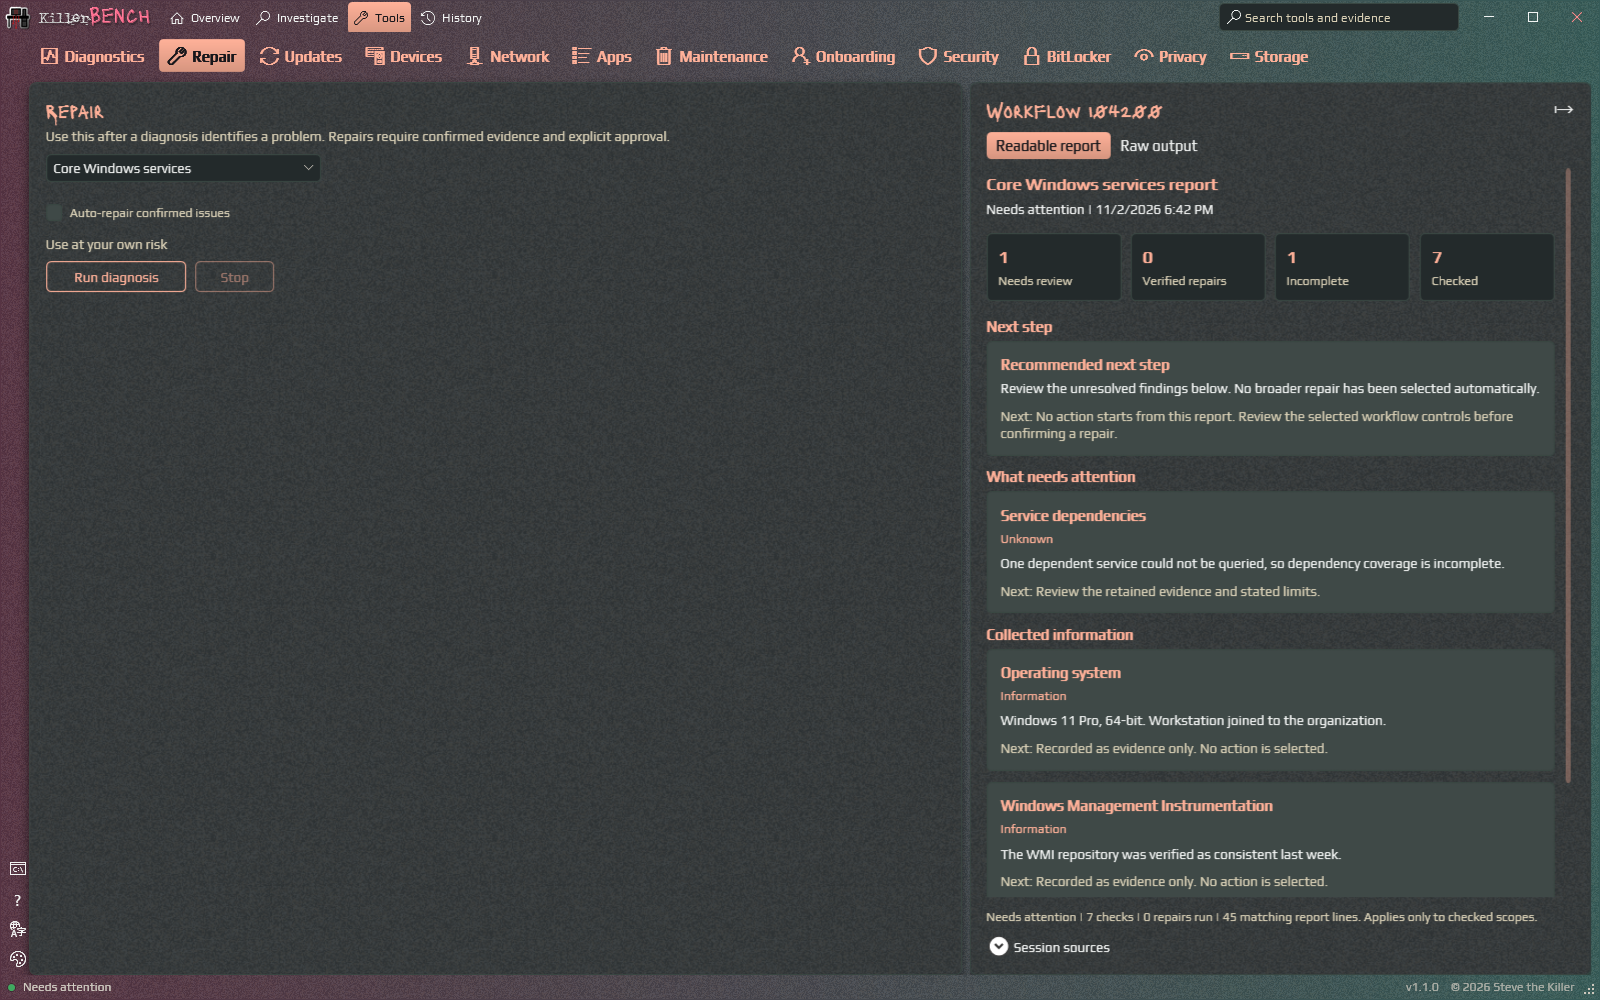 KillerBENCH
Overview
Investigate
Tools
History
Search tools and evidence
Diagnostics
Repair
Updates
Devices
Network
Apps
Maintenance
Onboarding
Security
BitLocker
Privacy
Storage
Repair
Use this after a diagnosis identifies a problem. Repairs require confirmed evidence and explicit approval.
Core Windows services
Auto-repair confirmed issues
Use at your own risk
Run diagnosis
Stop
Workflow 104200
Readable report
Raw output
Core Windows services report
Needs attention | 11/2/2026 6:42 PM
1
Needs review
0
Verified repairs
1
Incomplete
7
Checked
Next step
Recommended next step
Review the unresolved findings below. No broader repair has been selected automatically.
Next: No action starts from this report. Review the selected workflow controls before
confirming a repair.
What needs attention
Service dependencies
Unknown
One dependent service could not be queried, so dependency coverage is incomplete.
Next: Review the retained evidence and stated limits.
Collected information
Operating system
Information
Windows 11 Pro, 64-bit. Workstation joined to the organization.
Next: Recorded as evidence only. No action is selected.
Windows Management Instrumentation
Information
The WMI repository was verified as consistent last week.
Next: Recorded as evidence only. No action is selected.
Needs attention | 7 checks | 0 repairs run | 45 matching report lines. Applies only to checked scopes.
Session sources
Needs attention
v1.1.0
© 2026 Steve the Killer